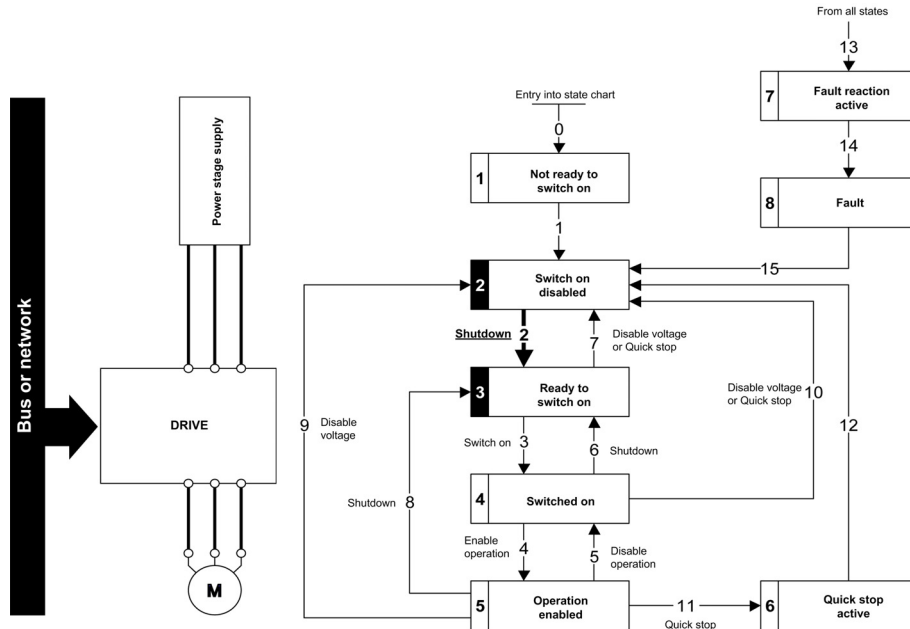 Bus or network
Power stage supply
DRIVE
M
Entry into state chart
0
1
Not ready to
switch on
1
2
Switch on
disabled
Shutdown
2
7
Disable voltage
or Quick stop
3
Ready to
switch on
Switch on
3
6
Shutdown
4
Switched on
Enable
operation
4
5
Disable
operation
5
Operation
enabled
9
Disable
voltage
Shutdown
8
Disable voltage
or Quick stop
10
12
11
Quick stop
6
Quick stop
active
From all states
13
7
Fault reaction
active
14
8
Fault
15